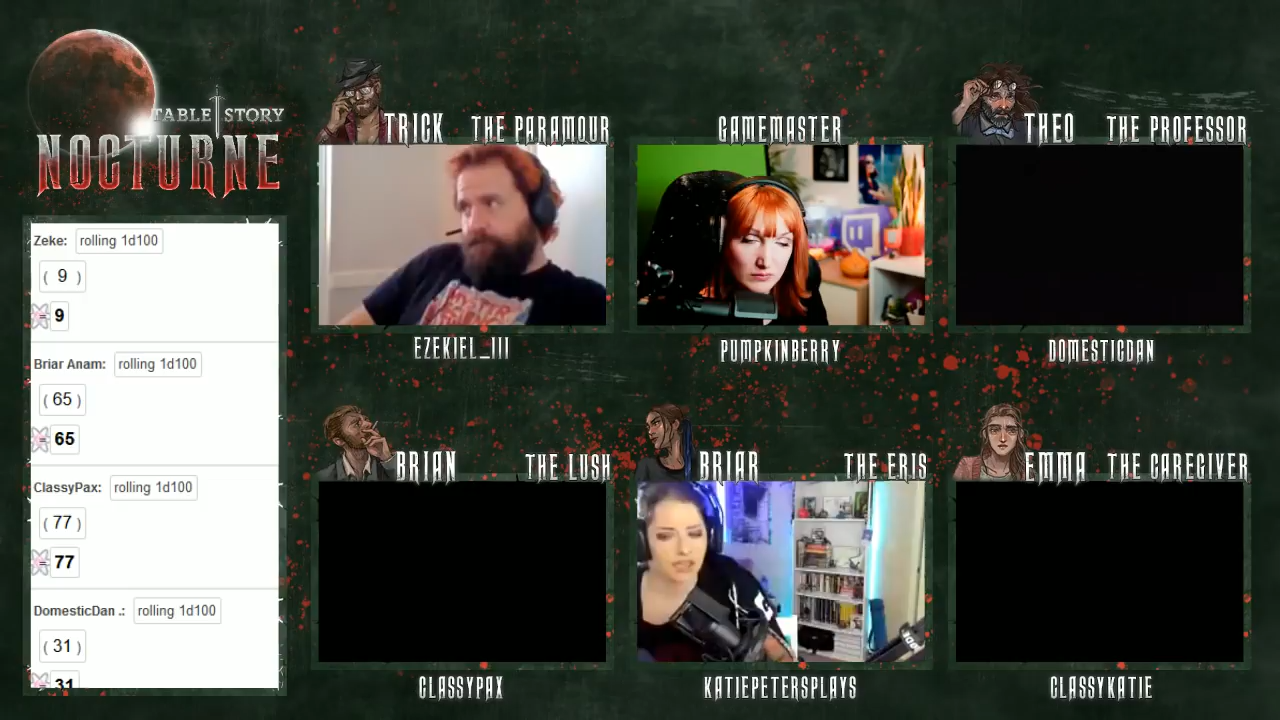 TABLE STORY
NOCTURNE
Zeke: rolling 1d100
( 9 )
= 9
Briar Anam: rolling 1d100
( 65 )
= 65
ClassyPax: rolling 1d100
( 77 )
= 77
DomesticDan .: rolling 1d100
( 31 )
= 31
TRICK THE PARAMOUR
EZEKIEL_III
GAMEMASTER
PUMPKINBERRY
THEO THE PROFESSOR
DOMESTICDAN
BRIAN THE LUSH
CLASSYPAX
BRIAR THE ERIS
KATIEPETERSPLAYS
EMMA THE CAREGIVER
CLASSYKATIE